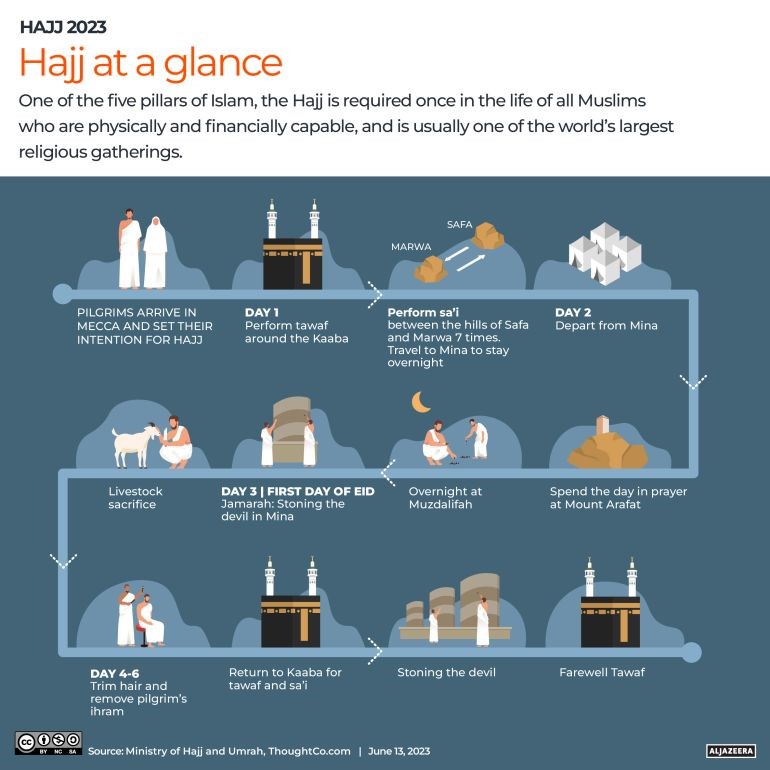 HAJJ 2023
Hajj at a glance
One of the five pillars of Islam, the Hajj is required once in the life of all Muslims
who are physically and financially capable, and is usually one of the world's largest
religious gatherings.
SAFA
MARWA
PILGRIMS ARRIVE IN
MECCA AND SET THEIR
INTENTION FOR HAJJ
DAY 1
Perform tawaf
around the Kaaba
Perform sa'i
between the hills of Safa
and Marwa 7 times.
Travel to Mina to stay
overnight
DAY 2
Depart from Mina
Livestock
sacrifice
DAY 3 | FIRST DAY OF EID
Jamarah: Stoning the
devil in Mina
Overnight at
Muzdalifah
Spend the day in prayer
at Mount Arafat
DAY 4-6
Trim hair and
remove pilgrim's
ihram
Return to Kaaba for
tawaf and sa'i
Stoning the devil
Farewell Tawaf
cc
BY NC SA
Source: Ministry of Hajj and Umrah, ThoughtCo.com | June 13, 2023
ALJAZEERA